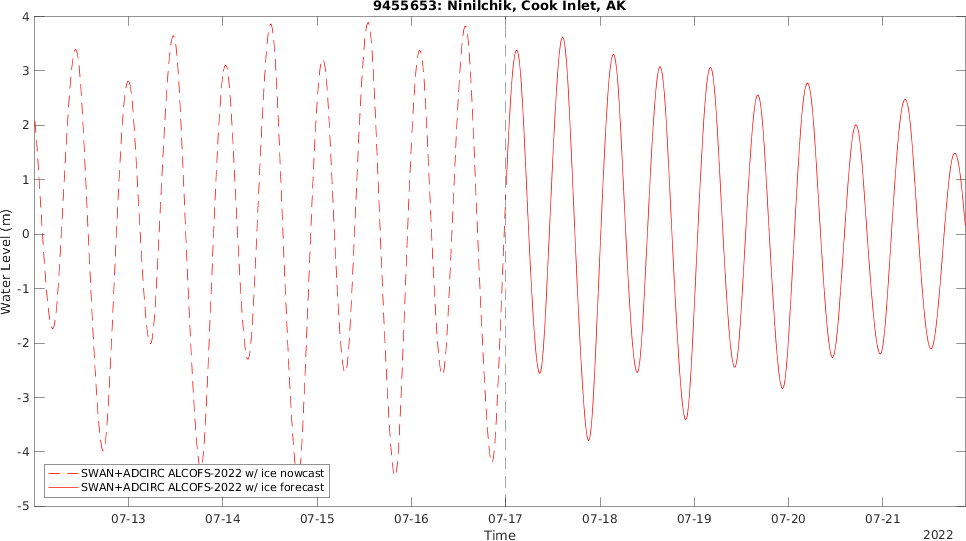 9455653: Ninilchik, Cook Inlet, AK
4
3
2
1
0
-1
-2
-3
-4
-5
Water Level (m)
SWAN+ADCIRC ALCOFS-2022 w/ ice nowcast
SWAN+ADCIRC ALCOFS-2022 w/ ice forecast
07-13 07-14 07-15 07-16 07-17 07-18 07-19 07-20 07-21
Time
2022